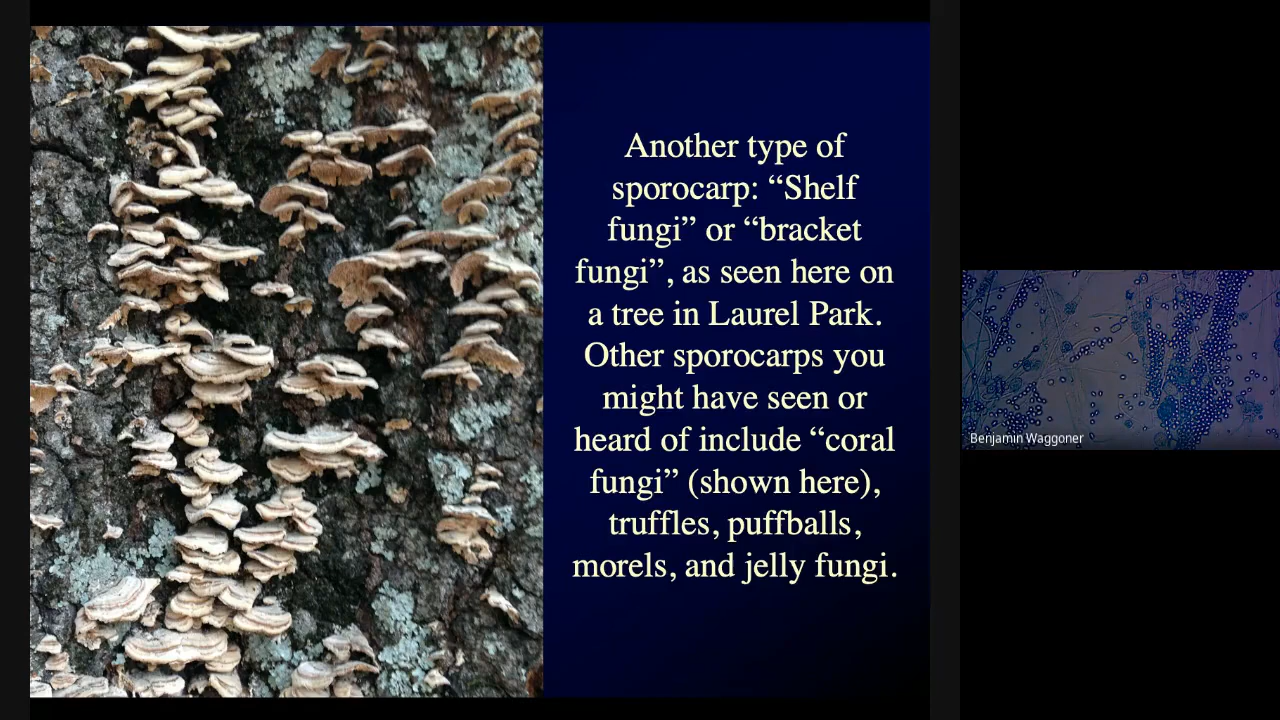 Another type of
sporocarp: “Shelf
fungi” or “bracket
fungi”, as seen here on
a tree in Laurel Park.
Other sporocarps you
might have seen or
heard of include “coral
fungi” (shown here),
truffles, puffballs,
morels, and jelly fungi.
Benjamin Waggoner